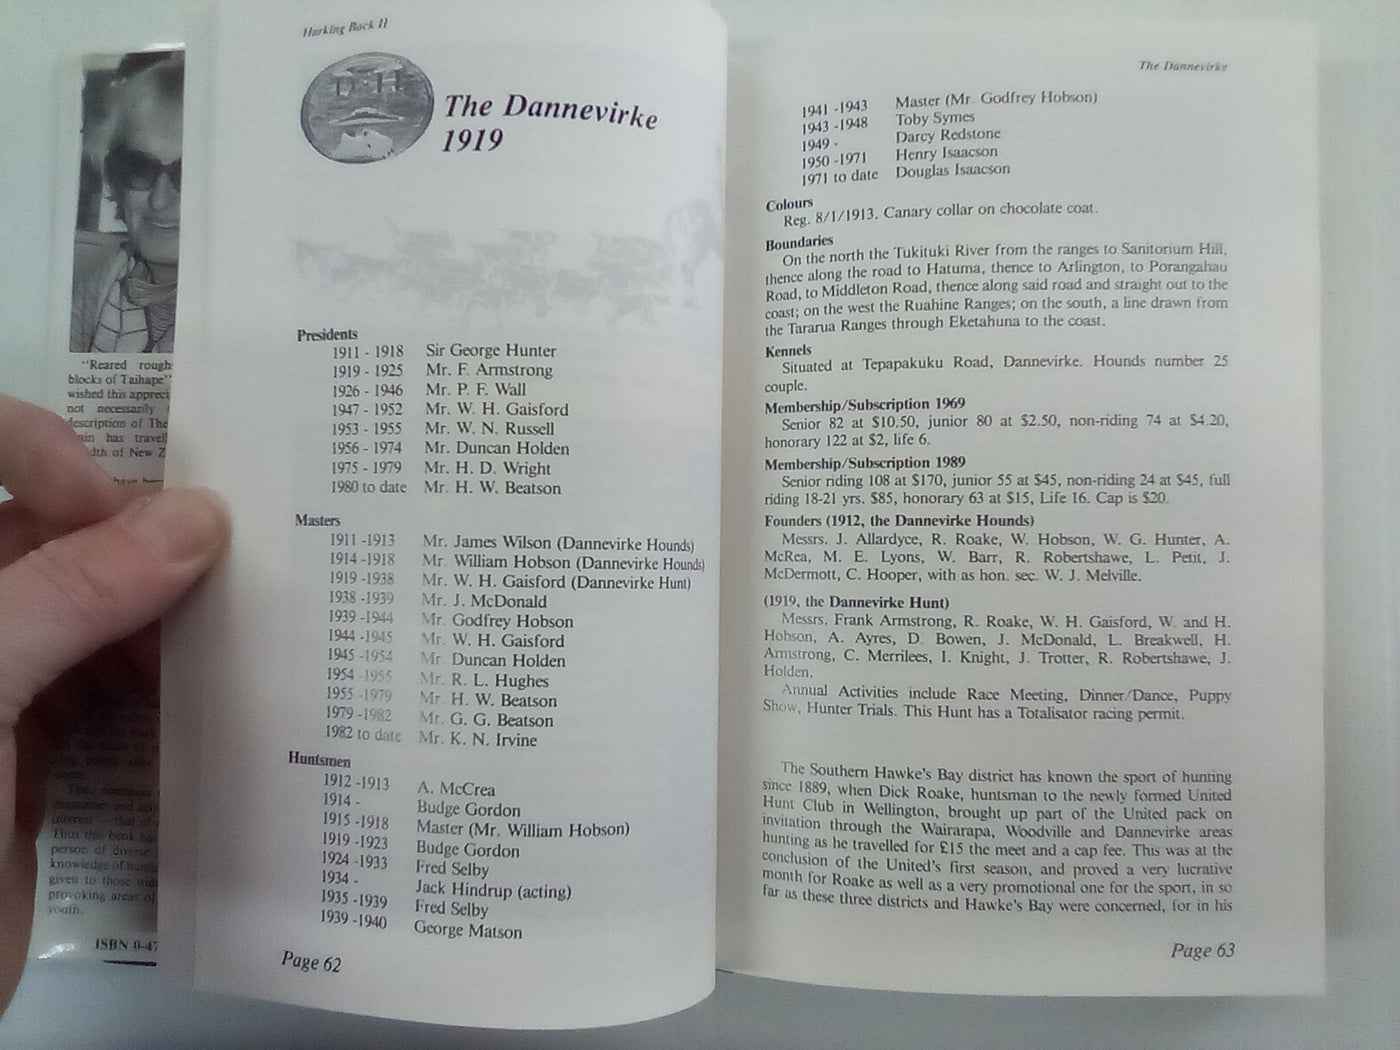 "Reared rough
blocks of Taihape"
wished this appreci
not necessarily
description of The
has travel
of New Z
have
person of diverse
knowledge of
given to those
provoking areas of
ISBN 0-47
Harking Back II
D H
The Dannevirke
1919
Presidents
1911 - 1918 Sir George Hunter
1919 - 1925 Mr. F. Armstrong
1926 - 1946 Mr. P. F. Wall
1947 - 1952 Mr. W. H. Gaisford
1953 - 1955 Mr. W. N. Russell
1956 - 1974 Mr. Duncan Holden
1975 - 1979 Mr. H. D. Wright
1980 to date Mr. H. W. Beatson
Masters
1911 -1913 Mr. James Wilson (Dannevirke Hounds)
1914 -1918 Mr. William Hobson (Dannevirke Hounds)
1919 -1938 Mr. W. H. Gaisford (Dannevirke Hunt)
1938 -1939 Mr. J. McDonald
1939 -1944 Mr. Godfrey Hobson
1944 -1945 Mr. W. H. Gaisford
1945 -1954 Mr. Duncan Holden
1954 -1955 Mr. R. L. Hughes
1955 -1979 Mr. H. W. Beatson
1979 -1982 Mr. G. G. Beatson
1982 to date Mr. K. N. Irvine
Huntsmen
1912 -1913 A. McCrea
1914 - Budge Gordon
1915 -1918 Master (Mr. William Hobson)
1919 -1923 Budge Gordon
1924 -1933 Fred Selby
1934 - Jack Hindrup (acting)
1935 -1939 Fred Selby
1939 -1940 George Matson
Page 62
The Dannevirke
1941 -1943 Master (Mr. Godfrey Hobson)
1943 -1948 Toby Symes
1949 - Darcy Redstone
1950 -1971 Henry Isaacson
1971 to date Douglas Isaacson
Colours
Reg. 8/1/1913. Canary collar on chocolate coat.
Boundaries
On the north the Tukituki River from the ranges to Sanitorium Hill,
thence along the road to Hatuma, thence to Arlington, to Porangahau
Road, to Middleton Road, thence along said road and straight out to the
coast; on the west the Ruahine Ranges; on the south, a line drawn from
the Tararua Ranges through Eketahuna to the coast.
Kennels
Situated at Tepapakuku Road, Dannevirke. Hounds number 25
couple.
Membership/Subscription 1969
Senior 82 at $10.50, junior 80 at $2.50, non-riding 74 at $4.20,
honorary 122 at $2, life 6.
Membership/Subscription 1989
Senior riding 108 at $170, junior 55 at $45, non-riding 24 at $45, full
riding 18-21 yrs. $85, honorary 63 at $15, Life 16. Cap is $20.
Founders (1912, the Dannevirke Hounds)
Messrs. J. Allardyce, R. Roake, W. Hobson, W. G. Hunter, A.
McRea, M. E. Lyons, W. Barr, R. Robertshawe, L. Petit, J.
McDermott, C. Hooper, with as hon. sec. W. J. Melville.
(1919, the Dannevirke Hunt)
Messrs. Frank Armstrong, R. Roake, W. H. Gaisford, W. and H.
Hobson, A. Ayres, D. Bowen, J. McDonald, L. Breakwell, H.
Armstrong, C. Merrilees, I. Knight, J. Trotter, R. Robertshawe, J.
Holden.
Annual Activities include Race Meeting, Dinner/Dance, Puppy
Show, Hunter Trials. This Hunt has a Totalisator racing permit.
The Southern Hawke's Bay district has known the sport of hunting
since 1889, when Dick Roake, huntsman to the newly formed United
Hunt Club in Wellington, brought up part of the United pack on
invitation through the Wairarapa, Woodville and Dannevirke areas
hunting as he travelled for £15 the meet and a cap fee. This was at the
conclusion of the United's first season, and proved a very lucrative
month for Roake as well as a very promotional one for the sport, in so
far as these three districts and Hawke's Bay were concerned, for in his
Page 63